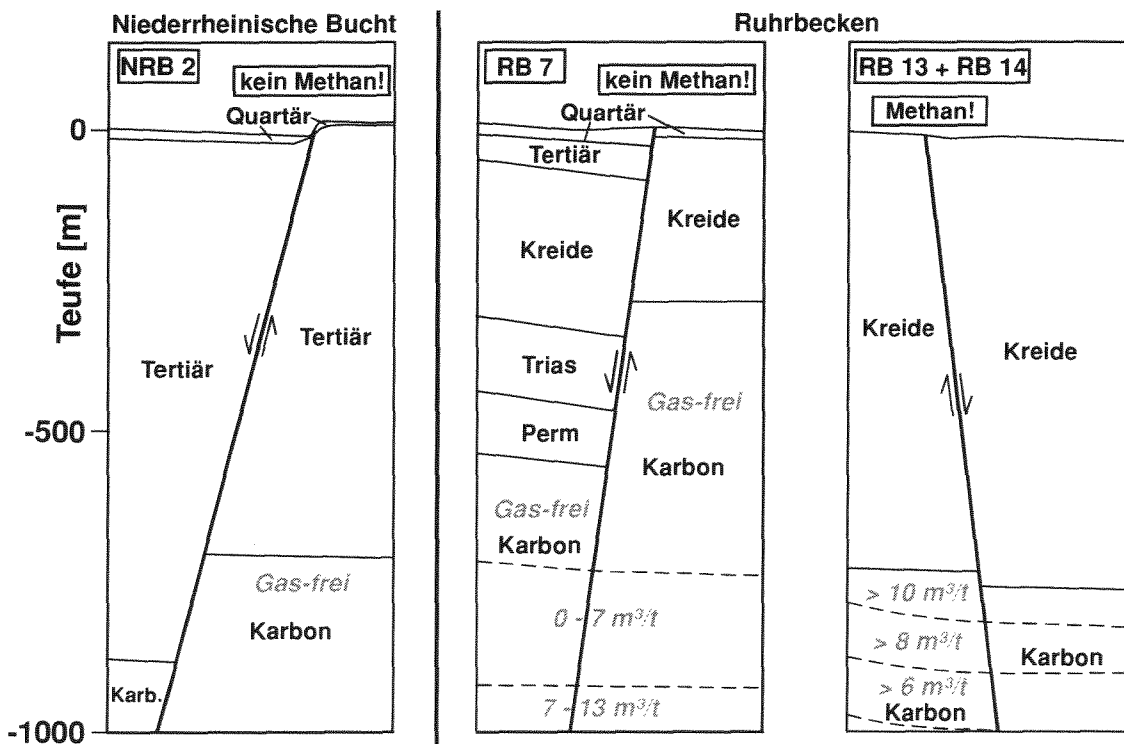 Niederrheinische Bucht
Ruhrbecken
NRB 2
kein Methan!
Quartär
Tertiär
Tertiär
Gas-frei
Karbon
Karb.
0
-500
-1000
Teufe [m]
RB 7
kein Methan!
Quartär
Tertiär
Kreide
Kreide
Trias
Gas-frei
Perm
Karbon
Gas-frei
Karbon
0 - 7 m³/t
7 - 13 m³/t
RB 13 + RB 14
Methan!
Kreide
Kreide
> 10 m³/t
> 8 m³/t
Karbon
> 6 m³/t
Karbon